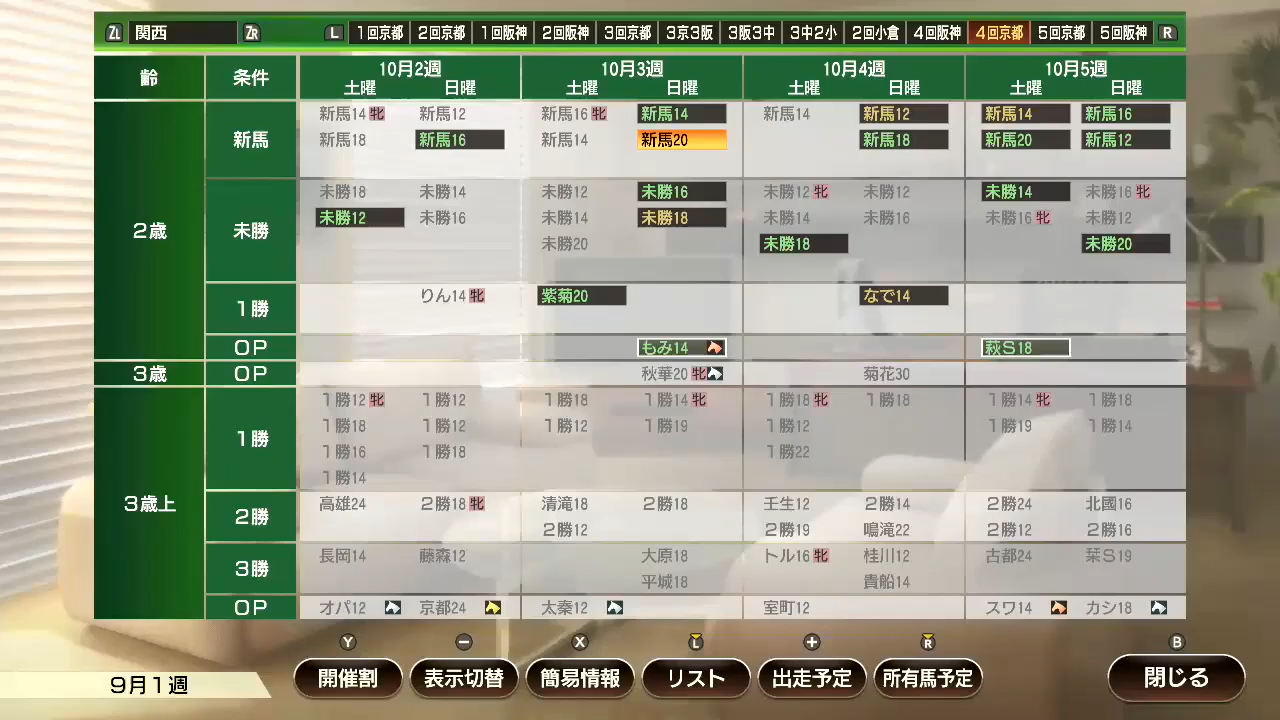 ZL 関西 ZR L 1回京都 2回京都 1回阪神 2回阪神 3回京都 3京3阪 3阪3中 3中2小 2回小倉 4回阪神 4回京都 5回京都 5回阪神 R
齢 条件 10月2週 10月3週 10月4週 10月5週
土曜 日曜 土曜 日曜 土曜 日曜 土曜 日曜
2歳
新馬
新馬14 牝 新馬12 新馬16 牝 新馬14 新馬14 新馬12 新馬14 新馬16
新馬18 新馬16 新馬14 新馬20 新馬18 新馬20 新馬12
未勝
未勝18 未勝14 未勝12 未勝16 未勝12 牝 未勝12 未勝14 未勝16 牝
未勝12 未勝16 未勝14 未勝18 未勝14 未勝16 未勝16 牝 未勝12
未勝20 未勝18 未勝20
1勝
りん14 牝 紫菊20 なで14
OP
もみ14 萩S18
3歳 OP
秋華20 牝 菊花30
3歳上
1勝
1勝12 牝 1勝12 1勝18 1勝14 牝 1勝18 牝 1勝18 1勝14 牝 1勝18
1勝18 1勝12 1勝12 1勝19 1勝12 1勝19 1勝14
1勝16 1勝18 1勝22
1勝14
2勝
高雄24 2勝18 牝 清滝18 2勝18 壬生12 2勝14 2勝24 北國16
2勝12 2勝19 鳴滝22 2勝12 2勝16
3勝
長岡14 藤森12 大原18 トル16 牝 桂川12 古都24 栞S19
平城18 貴船14
OP
オパ12 京都24 太秦12 室町12 スワ14 カシ18
Y − X L + R B
9月1週 開催割 表示切替 簡易情報 リスト 出走予定 所有馬予定 閉じる